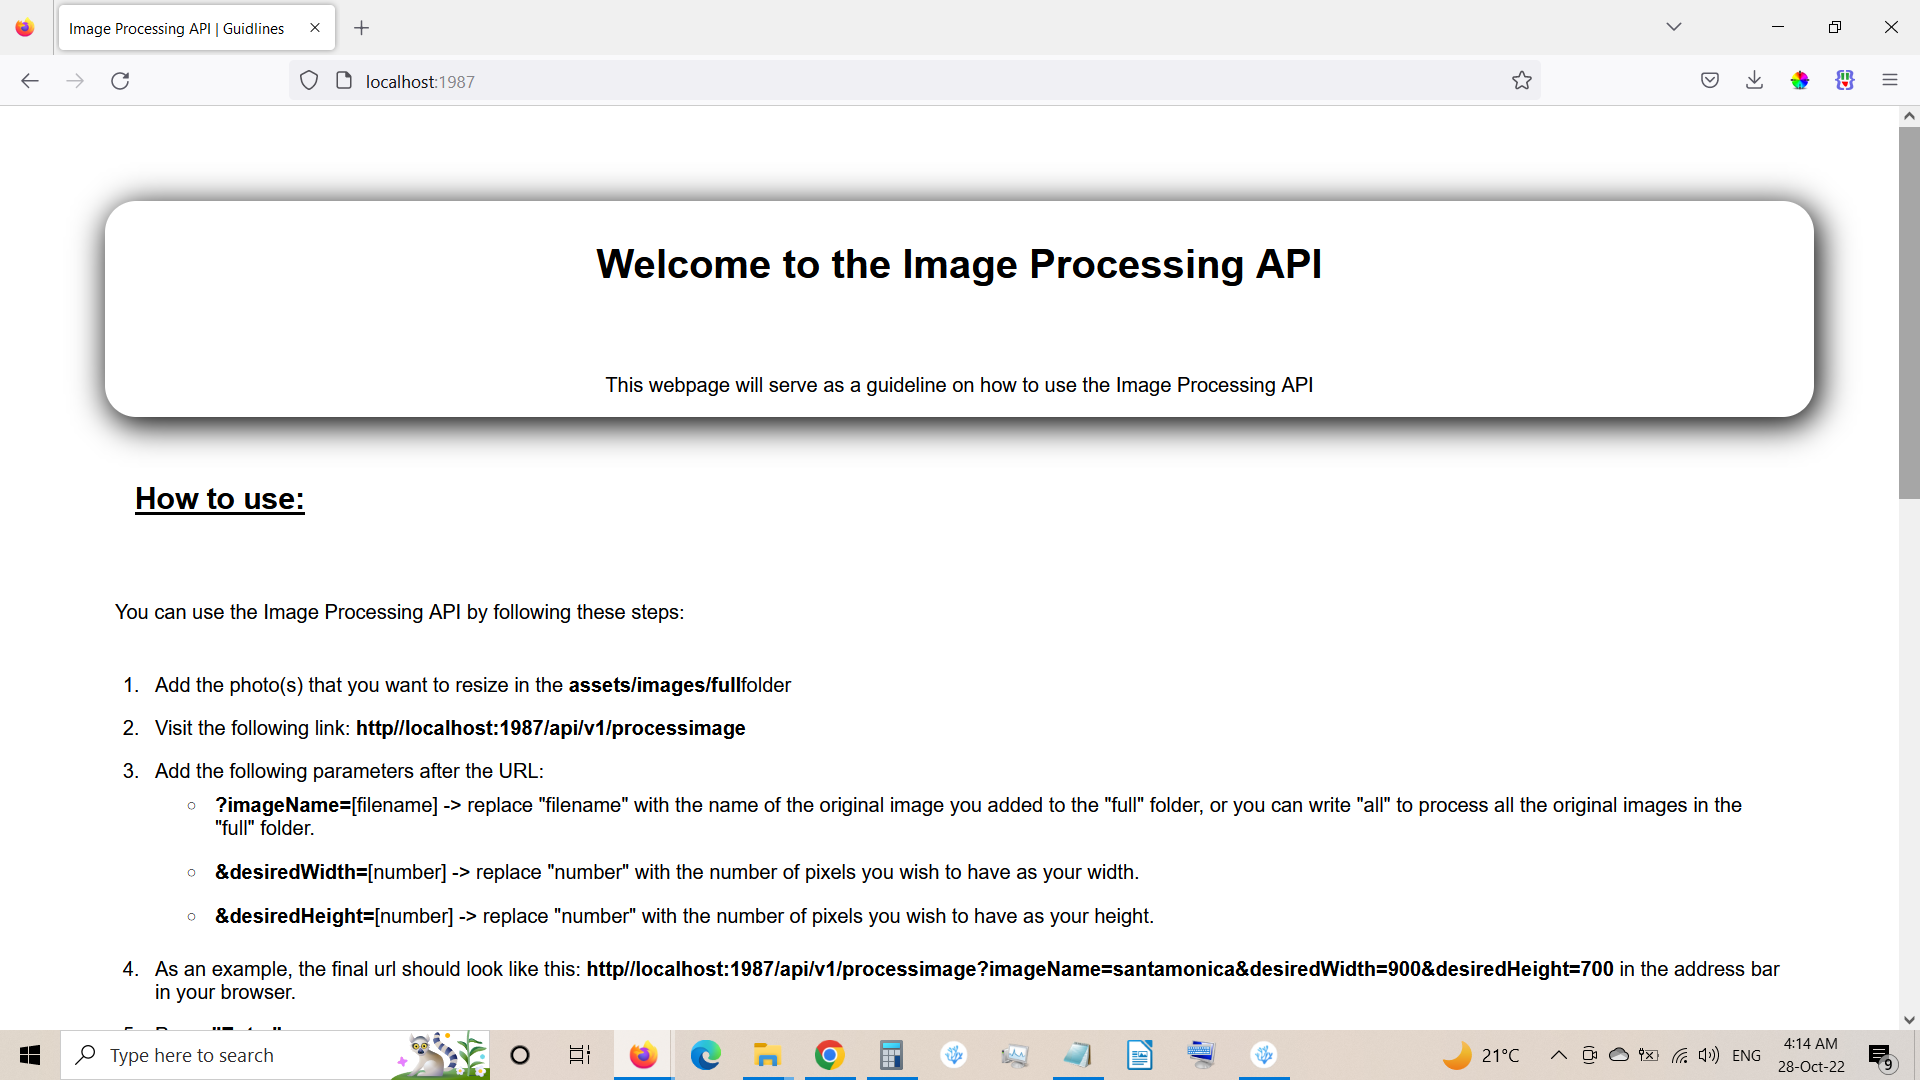 Image Processing API | Guidlines
localhost:1987
Welcome to the Image Processing API
This webpage will serve as a guideline on how to use the Image Processing API
How to use:
You can use the Image Processing API by following these steps:
1. Add the photo(s) that you want to resize in the assets/images/fullfolder
2. Visit the following link: http//localhost:1987/api/v1/processimage
3. Add the following parameters after the URL:
○ ?imageName=[filename] -> replace "filename" with the name of the original image you added to the "full" folder, or you can write "all" to process all the original images in the
"full" folder.
○ &desiredWidth=[number] -> replace "number" with the number of pixels you wish to have as your width.
○ &desiredHeight=[number] -> replace "number" with the number of pixels you wish to have as your height.
4. As an example, the final url should look like this: http//localhost:1987/api/v1/processimage?imageName=santamonica&desiredWidth=900&desiredHeight=700 in the address bar
in your browser.
Type here to search
21°C
ENG
4:14 AM
28-Oct-22
9